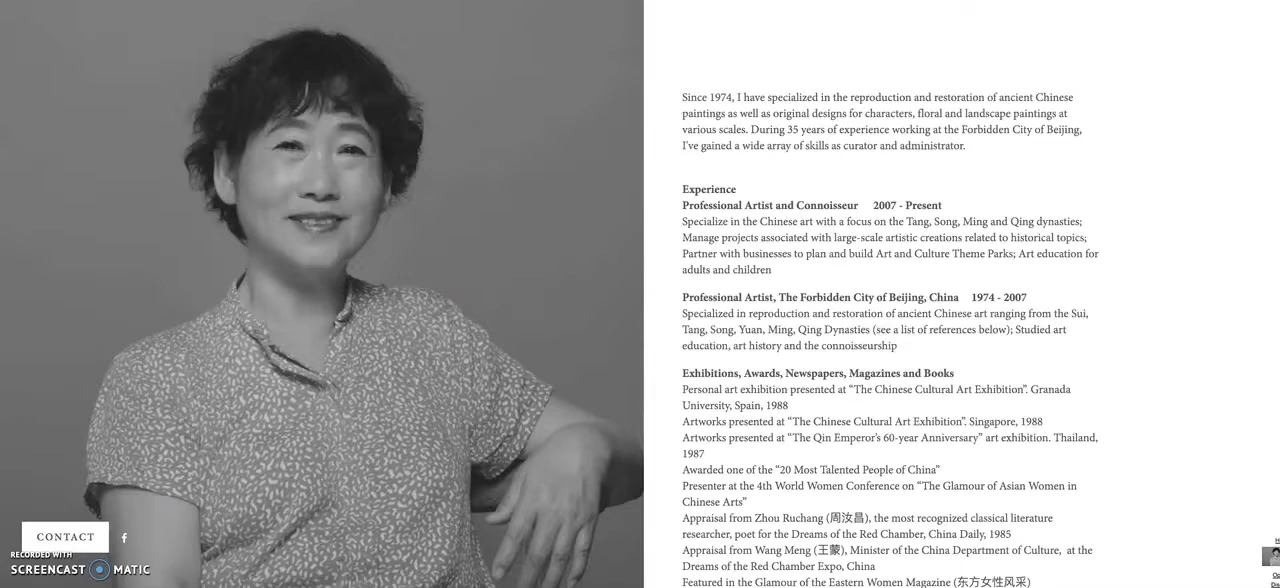 Since 1974, I have specialized in the reproduction and restoration of ancient Chinese
paintings as well as original designs for characters, floral and landscape paintings at
various scales. During 35 years of experience working at the Forbidden City of Beijing,
I've gained a wide array of skills as curator and administrator.
Experience
Professional Artist and Connoisseur 2007 - Present
Specialize in the Chinese art with a focus on the Tang, Song, Ming and Qing dynasties;
Manage projects associated with large-scale artistic creations related to historical topics;
Partner with businesses to plan and build Art and Culture Theme Parks; Art education for
adults and children
Professional Artist, The Forbidden City of Beijing, China 1974 - 2007
Specialized in reproduction and restoration of ancient Chinese art ranging from the Sui,
Tang, Song, Yuan, Ming, Qing Dynasties (see a list of references below); Studied art
education, art history and the connoisseurship
Exhibitions, Awards, Newspapers, Magazines and Books
Personal art exhibition presented at “The Chinese Cultural Art Exhibition”. Granada
University, Spain, 1988
Artworks presented at “The Chinese Cultural Art Exhibition”. Singapore, 1988
Artworks presented at “The Qin Emperor's 60-year Anniversary” art exhibition. Thailand,
1987
Awarded one of the “20 Most Talented People of China”
Presenter at the 4th World Women Conference on “The Glamour of Asian Women in
Chinese Arts”
Appraisal from Zhou Ruchang (周汝昌), the most recognized classical literature
researcher, poet for the Dreams of the Red Chamber, China Daily, 1985
Appraisal from Wang Meng (王蒙), Minister of the China Department of Culture, at the
Dreams of the Red Chamber Expo, China
Featured in the Glamour of the Eastern Women Magazine (东方女性风采)
CONTACT f
RECORDED WITH
SCREENCAST MATIC